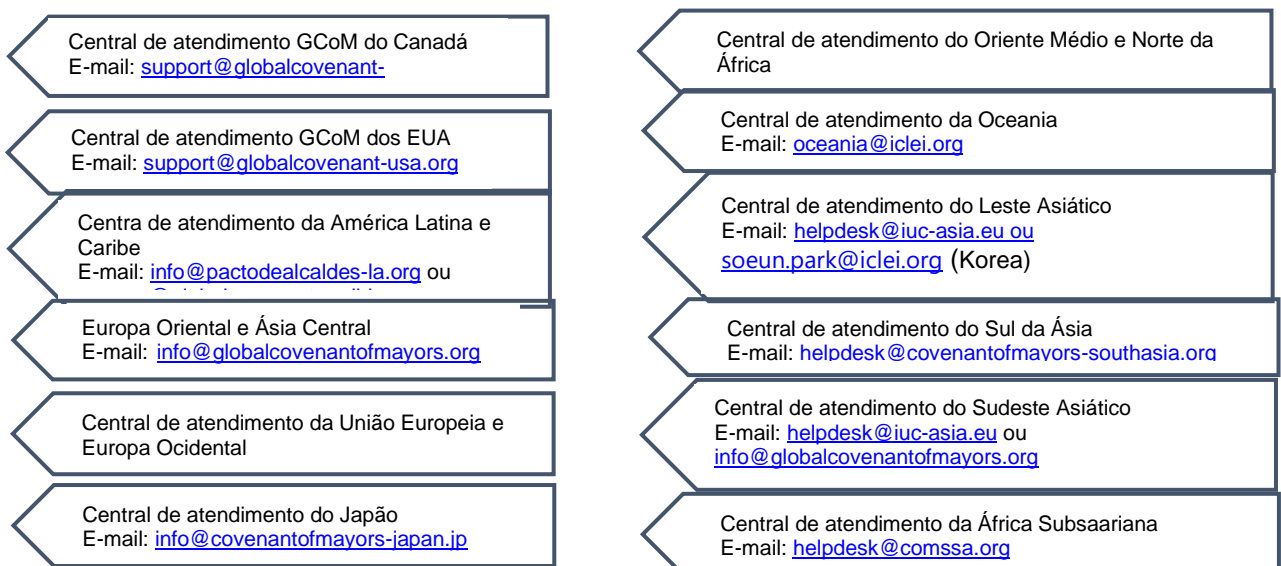 Central de atendimento GCoM do Canadá
E-mail: support@globalcovenant-
Central de atendimento GCoM dos EUA
E-mail: support@globalcovenant-usa.org
Centra de atendimento da América Latina e
Caribe
E-mail: info@pactodealcaldes-la.org ou
Europa Oriental e Ásia Central
E-mail: info@globalcovenantofmayors.org
Central de atendimento da União Europeia e
Europa Ocidental
Central de atendimento do Japão
E-mail: info@covenantofmayors-japan.jp
Central de atendimento do Oriente Médio e Norte da
África
Central de atendimento da Oceania
E-mail: oceania@iclei.org
Central de atendimento do Leste Asiático
E-mail: helpdesk@iuc-asia.eu ou
soeun.park@iclei.org (Korea)
Central de atendimento do Sul da Ásia
E-mail: helpdesk@covenantofmayors-southasia.org
Central de atendimento do Sudeste Asiático
E-mail: helpdesk@iuc-asia.eu ou
info@globalcovenantofmayors.org
Central de atendimento da África Subsaariana
E-mail: helpdesk@comssa.org